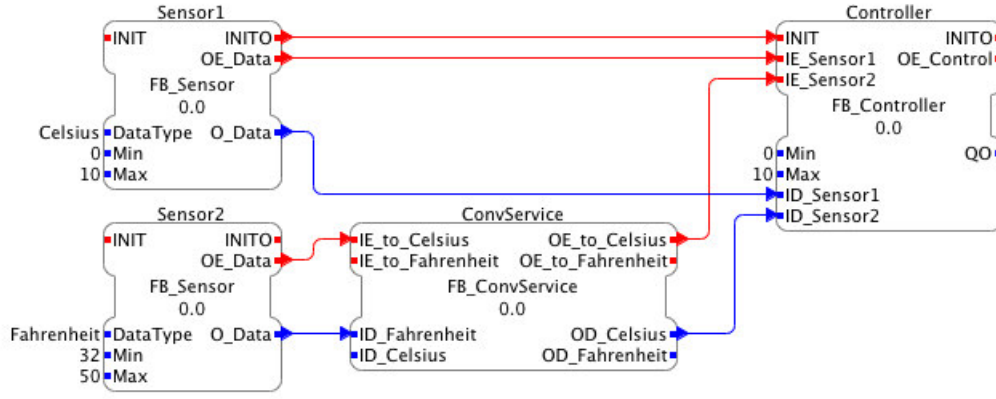 Sensor1
INIT INITO
OE_Data
FB_Sensor
0.0
Celsius DataType O_Data
0 Min
10 Max
Controller
INIT INITO
IE_Sensor1 OE_Control
IE_Sensor2
FB_Controller
0.0
0 Min QO
10 Max
ID_Sensor1
ID_Sensor2
Sensor2
INIT INITO
OE_Data
FB_Sensor
0.0
Fahrenheit DataType O_Data
32 Min
50 Max
ConvService
IE_to_Celsius OE_to_Celsius
IE_to_Fahrenheit OE_to_Fahrenheit
FB_ConvService
0.0
ID_Fahrenheit OD_Celsius
ID_Celsius OD_Fahrenheit